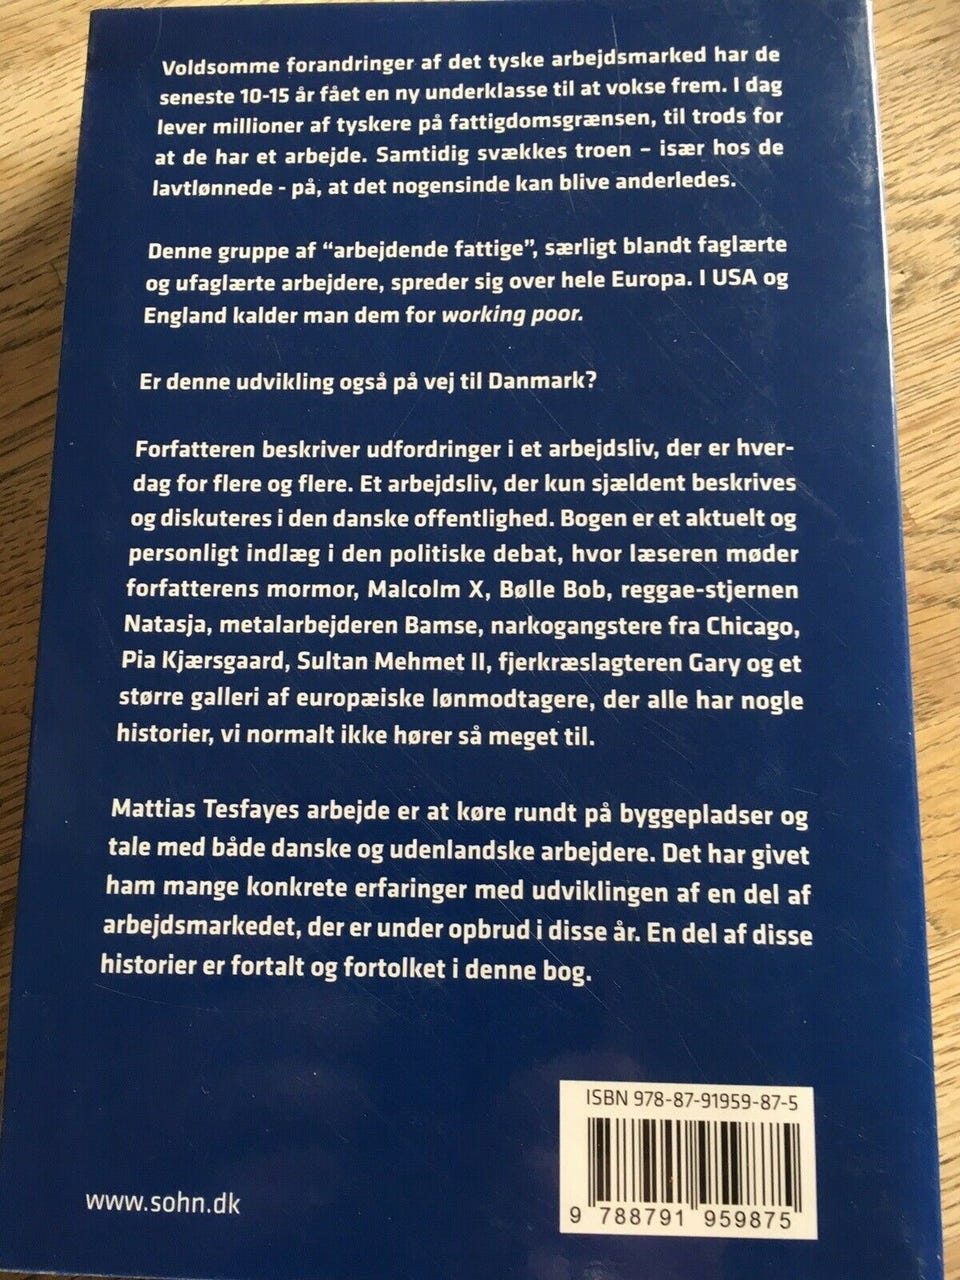 Voldsomme forandringer af det tyske arbejdsmarked har de
seneste 10-15 år fået en ny underklasse til at vokse frem. I dag
lever millioner af tyskere på fattigdomsgrænsen, til trods for
at de har et arbejde. Samtidig svækkes troen – især hos de
lavtlønnede - på, at det nogensinde kan blive anderledes.
Denne gruppe af “arbejdende fattige”, særligt blandt faglærte
og ufaglærte arbejdere, spreder sig over hele Europa. I USA og
England kalder man dem for working poor.
Er denne udvikling også på vej til Danmark?
Forfatteren beskriver udfordringer i et arbejdsliv, der er hver-
dag for flere og flere. Et arbejdsliv, der kun sjældent beskrives
og diskuteres i den danske offentlighed. Bogen er et aktuelt og
personligt indlæg i den politiske debat, hvor læseren møder
forfatterens mormor, Malcolm X, Bølle Bob, reggae-stjernen
Natasja, metalarbejderen Bamse, narkogangstere fra Chicago,
Pia Kjærsgaard, Sultan Mehmet II, fjerkræslagteren Gary og et
større galleri af europæiske lønmodtagere, der alle har nogle
historier, vi normalt ikke hører så meget til.
Mattias Tesfayes arbejde er at køre rundt på byggepladser og
tale med både danske og udenlandske arbejdere. Det har givet
ham mange konkrete erfaringer med udviklingen af en del af
arbejdsmarkedet, der er under opbrud i disse år. En del af disse
historier er fortalt og fortolket i denne bog.
ISBN 978-87-91959-87-5
9 788791 959875
www.sohn.dk